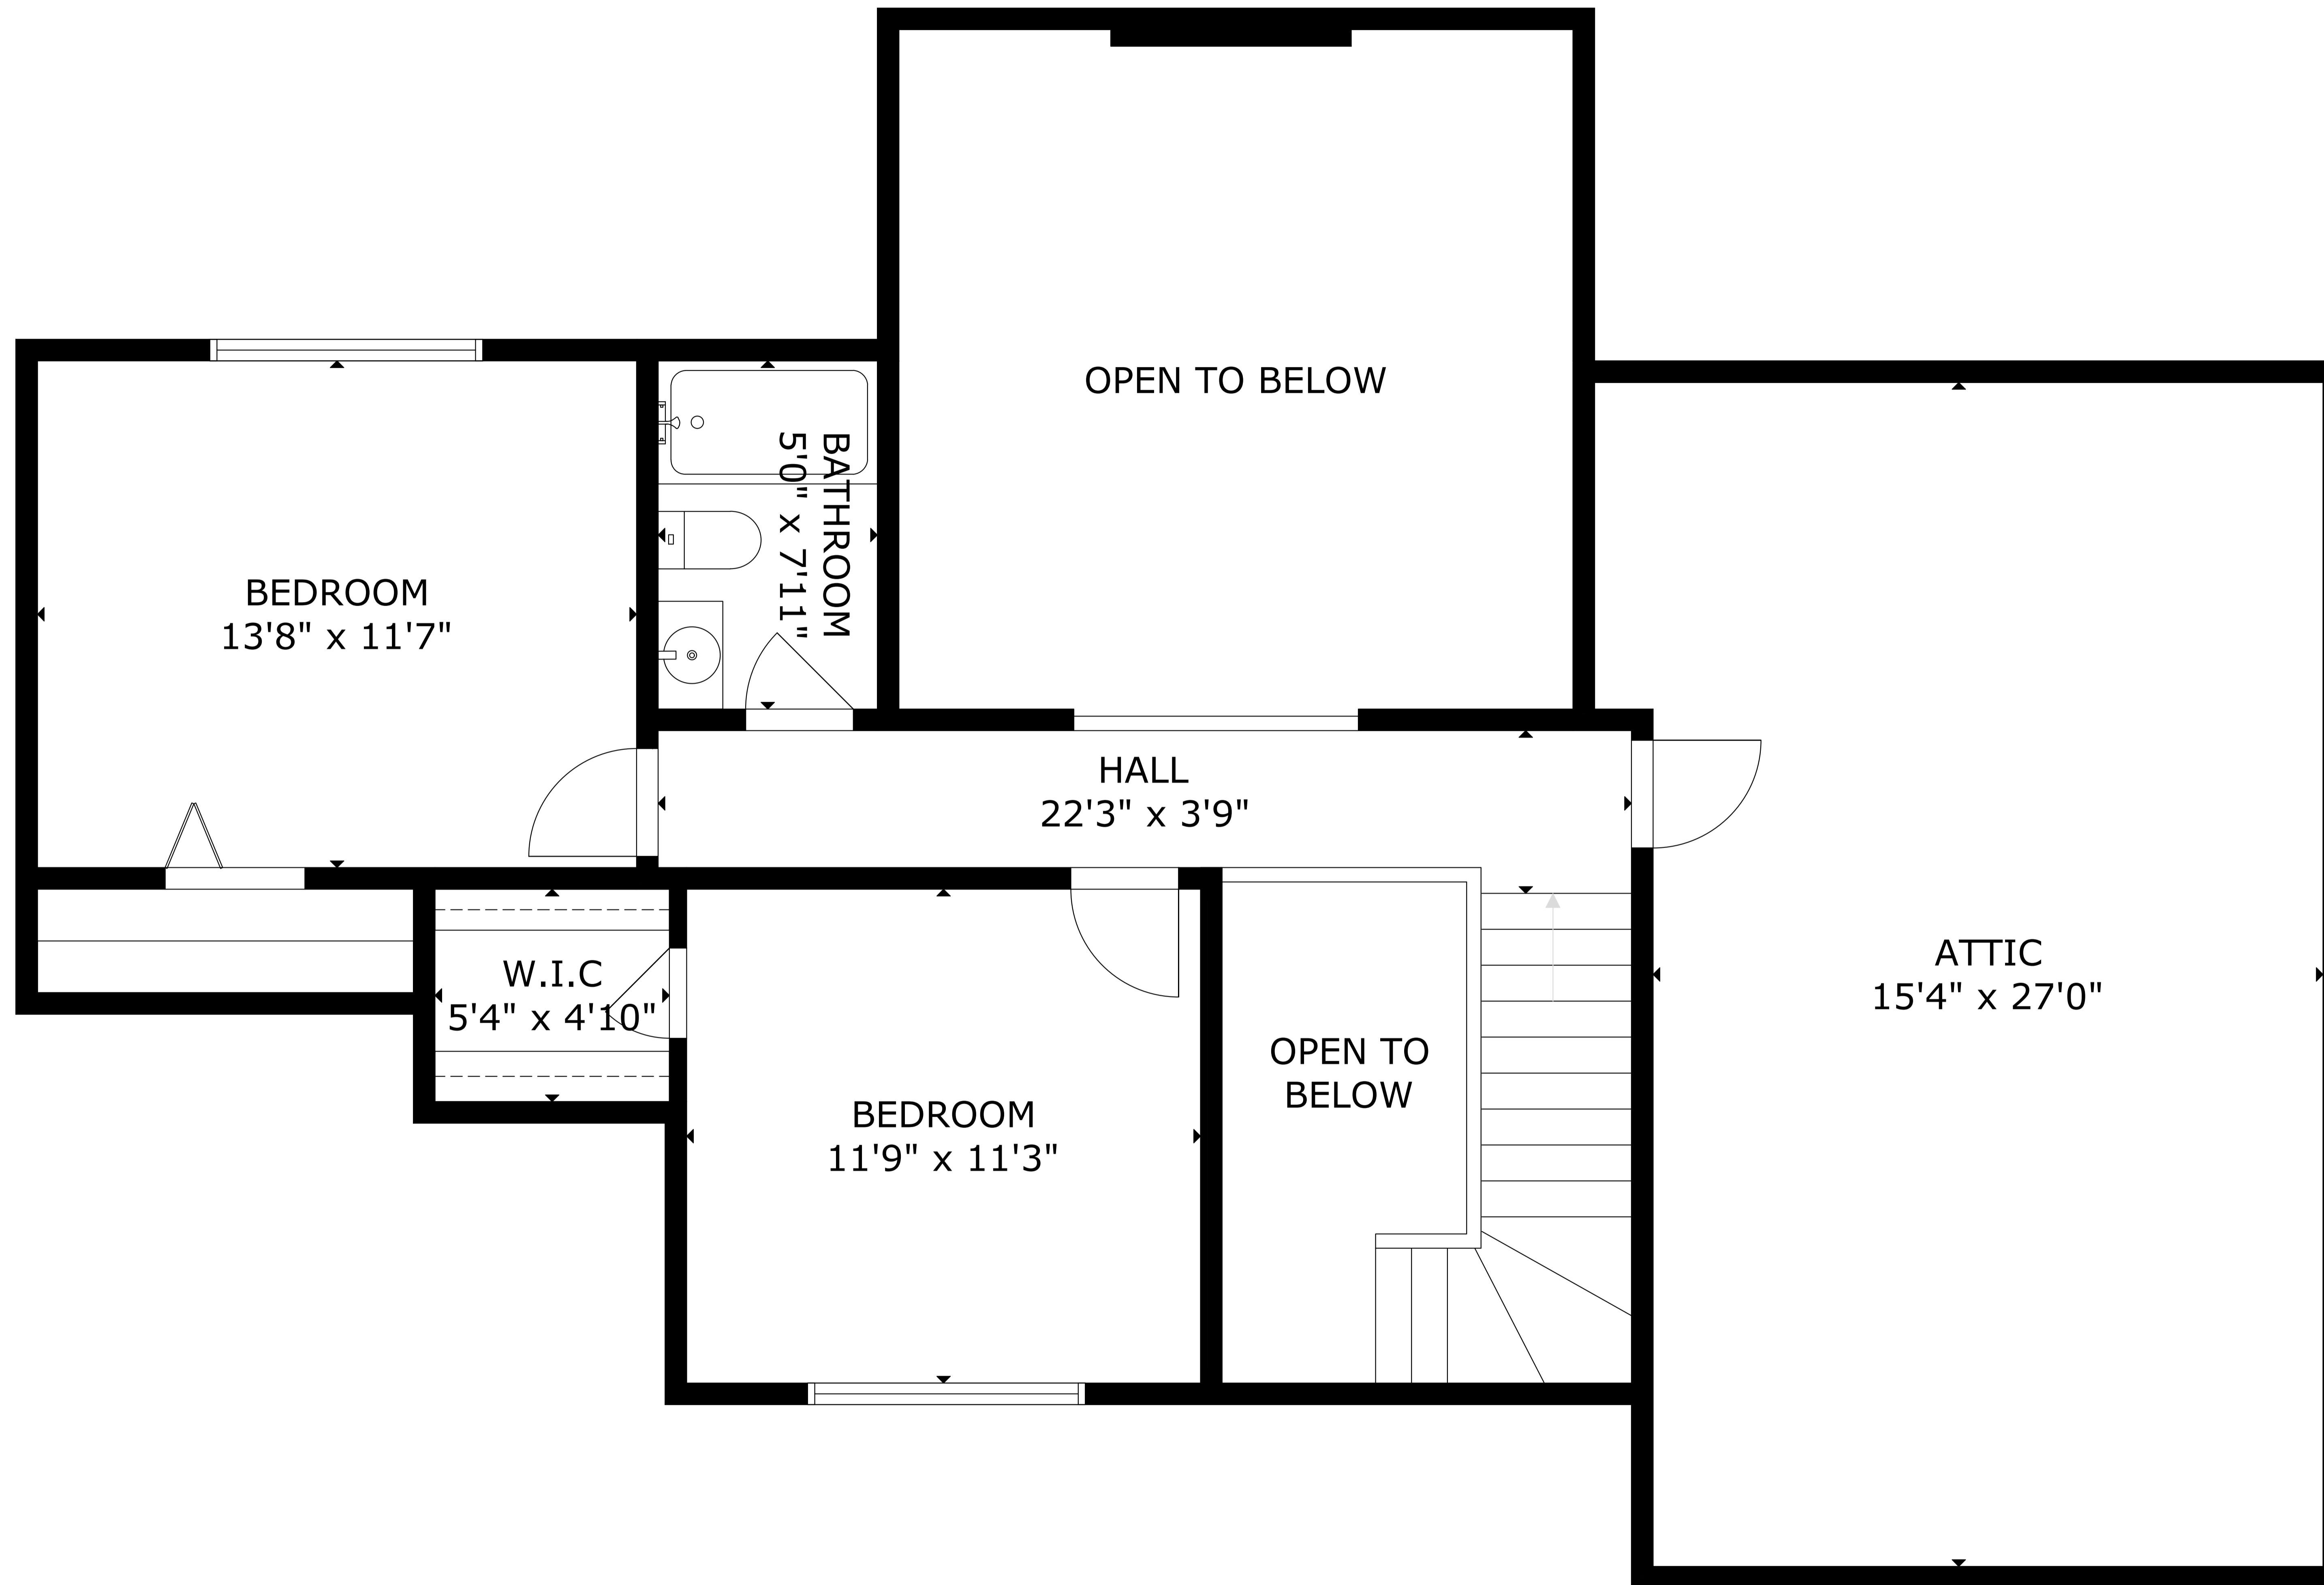 OPEN TO BELOW
BATHROOM
5'0" x 7'11"
BEDROOM
13'8" x 11'7"
HALL
22'3" x 3'9"
W.I.C
5'4" x 4'10"
ATTIC
15'4" x 27'0"
OPEN TO
BELOW
BEDROOM
11'9" x 11'3"